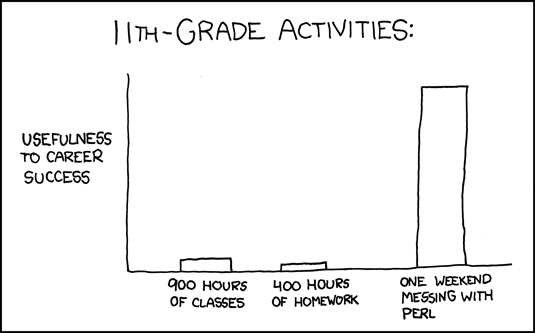 11TH-GRADE ACTIVITIES:
USEFULNESS
TO CAREER
SUCCESS
900 HOURS
OF CLASSES
400 HOURS
OF HOMEWORK
ONE WEEKEND
MESSING WITH
PERL